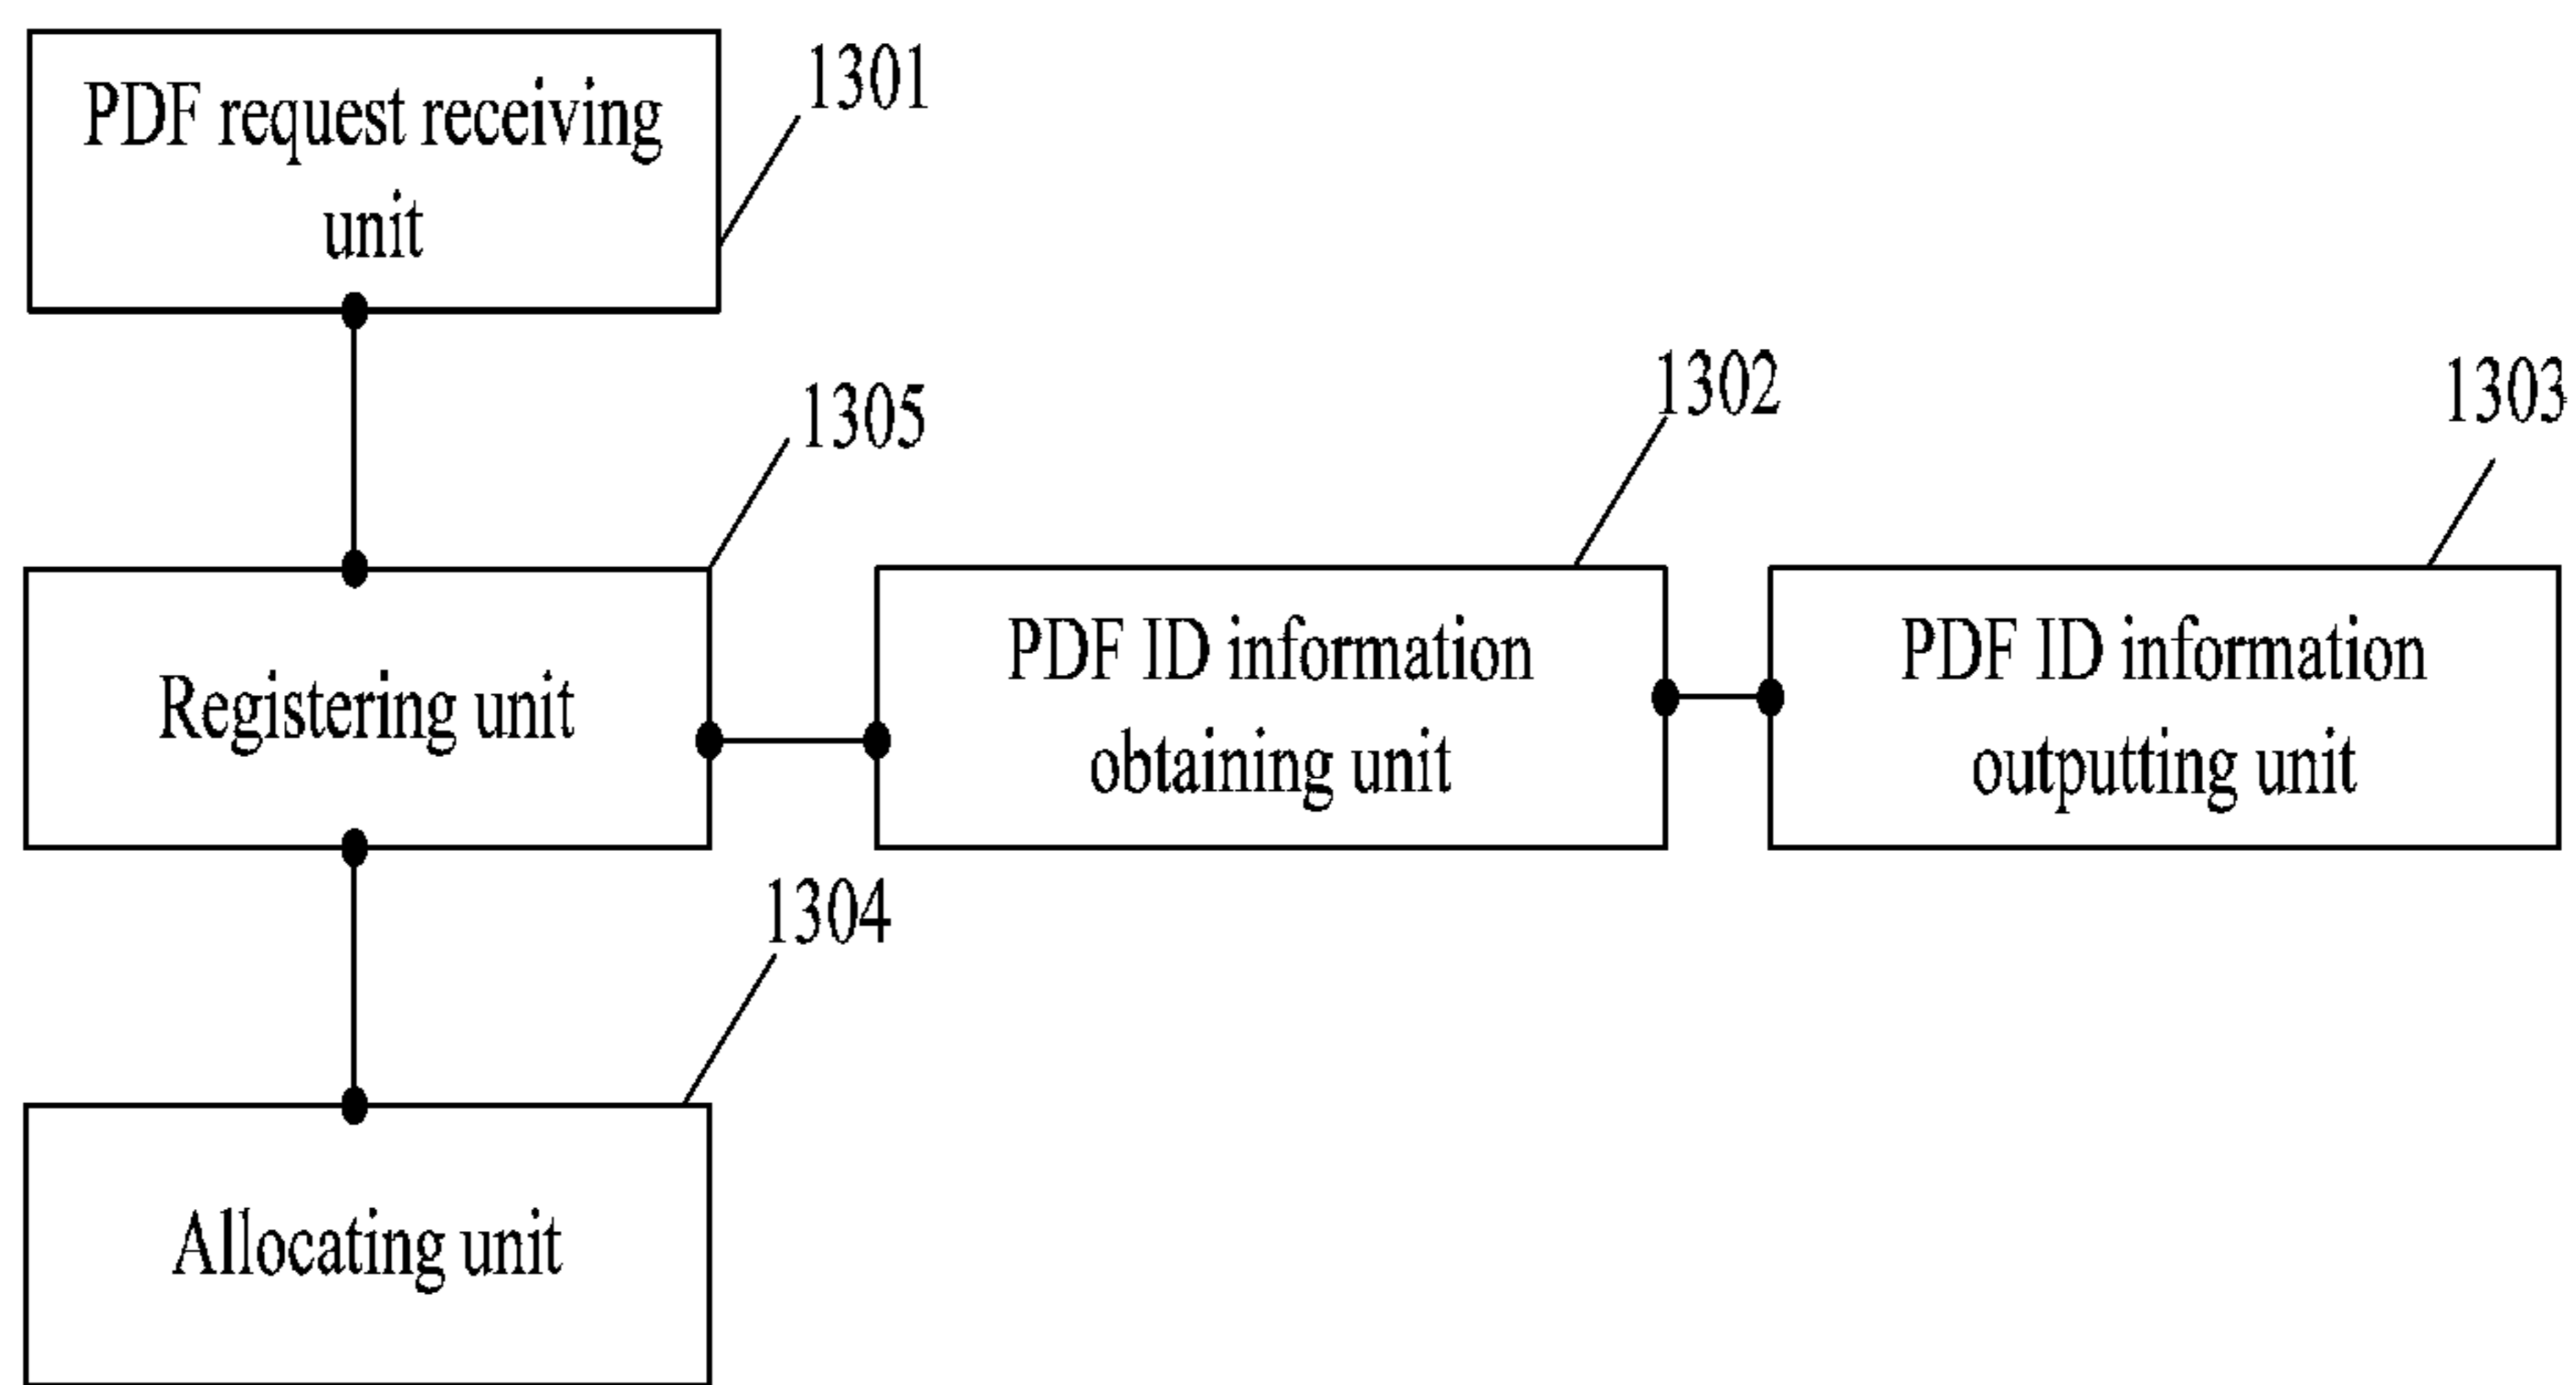 PDF request receiving
unit
1301
1305
1302
1303
Registering unit
PDF ID information
obtaining unit
PDF ID information
outputting unit
1304
Allocating unit